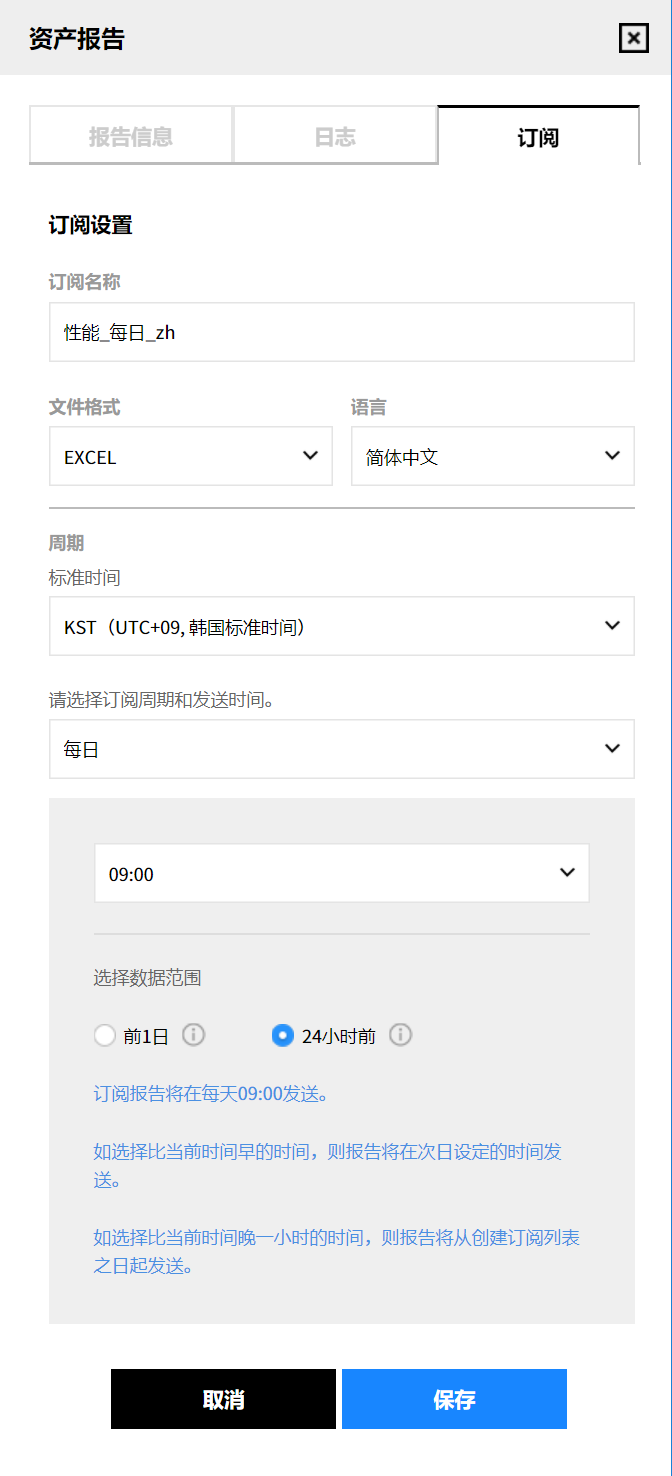 资产报告
报告信息
日志
订阅
订阅设置
订阅名称
性能_每日_zh
文件格式
语言
EXCEL
简体中文
周期
标准时间
KST（UTC+09, 韩国标准时间）
请选择订阅周期和发送时间。
每日
09:00
选择数据范围
前1日
24小时前
订阅报告将在每天09:00发送。
如选择比当前时间早的时间，则报告将在次日设定的时间发
送。
如选择比当前时间晚一小时的时间，则报告将从创建订阅列表
之日起发送。
取消
保存